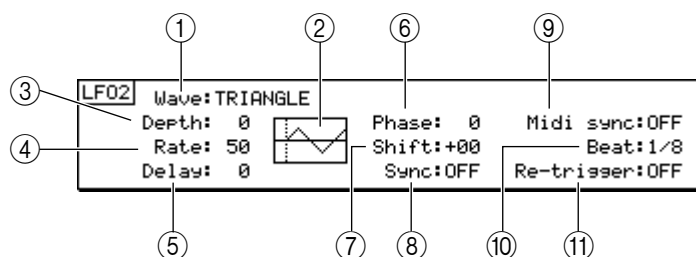 ① ② ⑥ ⑨
LFO2 Wave:TRIANGLE
③ Depth: 0 Phase: 0 Midi sync:OFF
④ Rate: 50 Shift:+00 ⑩ Beat:1/8
Delay: 0 Sync:OFF Re-trigger:OFF
⑤ ⑦ ⑧ ⑩ ⑪